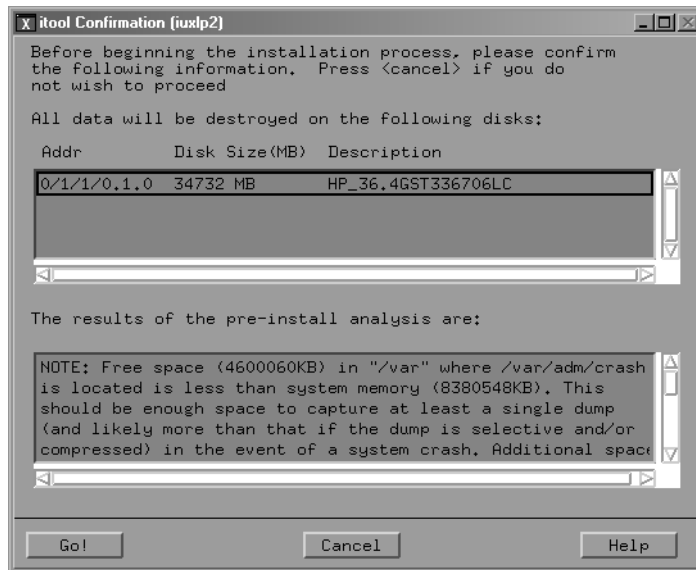 X itool Confirmation (iuxlp2)
Before beginning the installation process, please confirm
the following information.  Press <cancel> if you do
not wish to proceed
All data will be destroyed on the following disks:
Addr Disk Size(MB) Description
0/1/1/0.1.0 34732 MB HP_36.4GST336706LC
The results of the pre-install analysis are:
NOTE: Free space (4600060KB) in "/var" where /var/adm/crash
is located is less than system memory (8380548KB). This
should be enough space to capture at least a single dump
(and likely more than that if the dump is selective and/or
compressed) in the event of a system crash. Additional space
Go! Cancel Help